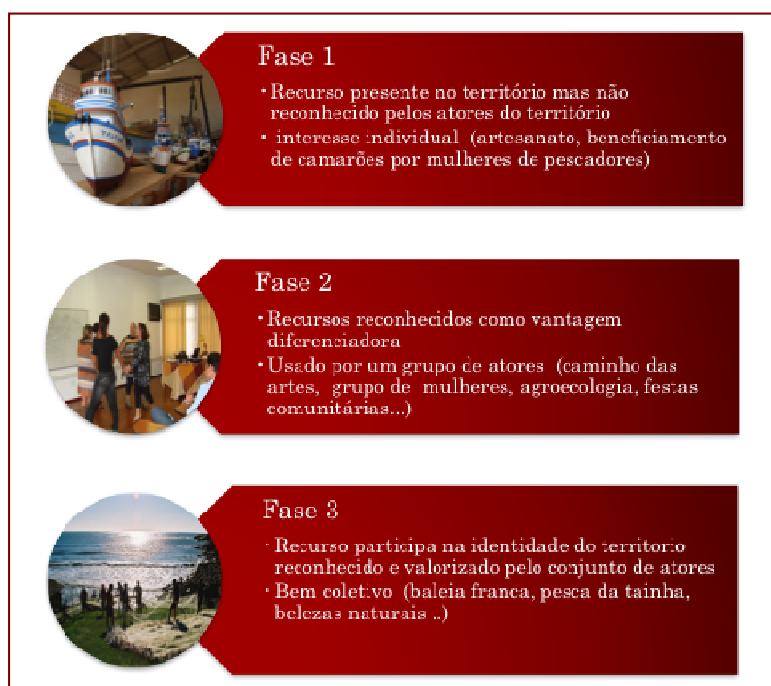 Fase 1
• Recurso presente no território mas não
reconhecido pelos atores do território
• interesse individual (artesanato, beneficiamento
de camarões por mulheres de pescadores)
Fase 2
• Recursos reconhecidos como vantagem
diferenciadora
• Usado por um grupo de atores (caminho das
artes, grupo de mulheres, agroecologia, festas
comunitárias...)
Fase 3
• Recurso participa na identidade do territorio
reconhecido e valorizado pelo conjunto de atores
• Bem coletivo (baleia franca, pesca da tainha,
belezas naturais ..)